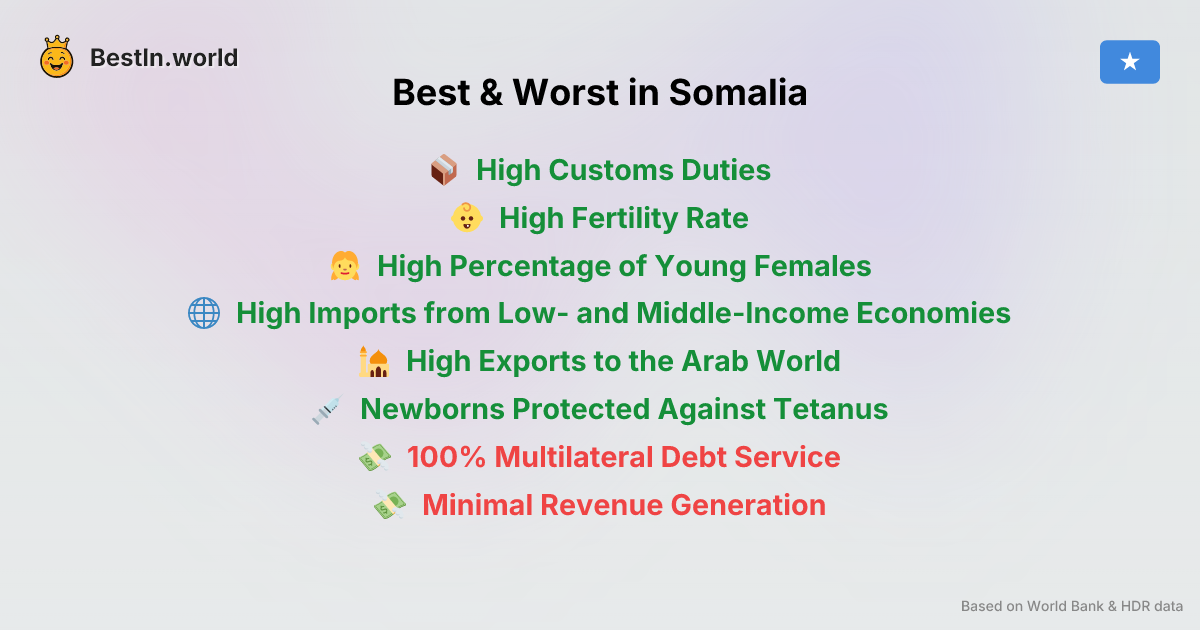 BestIn.world
Best & Worst in Somalia
High Customs Duties
High Fertility Rate
High Percentage of Young Females
High Imports from Low- and Middle-Income Economies
High Exports to the Arab World
Newborns Protected Against Tetanus
100% Multilateral Debt Service
Minimal Revenue Generation
Based on World Bank & HDR data